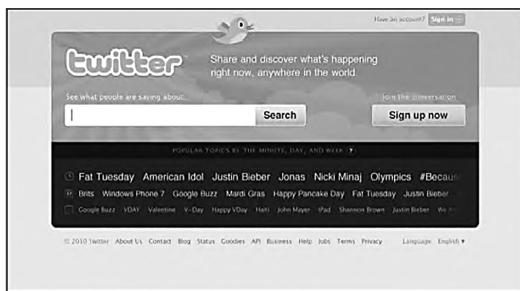 Have an account? Sign in
twitter
Share and discover what's happening
right now, anywhere in the world.
See what people are saying about...
Search
Join the conversation
Sign up now
POPULAR TOPICS BY THE MINUTE, DAY, AND WEEK ?
Fat Tuesday American Idol Justin Bieber Jonas Nicki Minaj Olympics #Becaus
Brits Windows Phone 7 Google Buzz Mardi Gras Happy Pancake Day Fat Tuesday Justin Bieber
Google Buzz VDAY Valentine V-Day Happy VDay Haiti John Mayer iPad Shannon Brown Justin Bieber We
© 2010 Twitter About Us Contact Blog Status Goodies API Business Help Jobs Terms Privacy Language: English